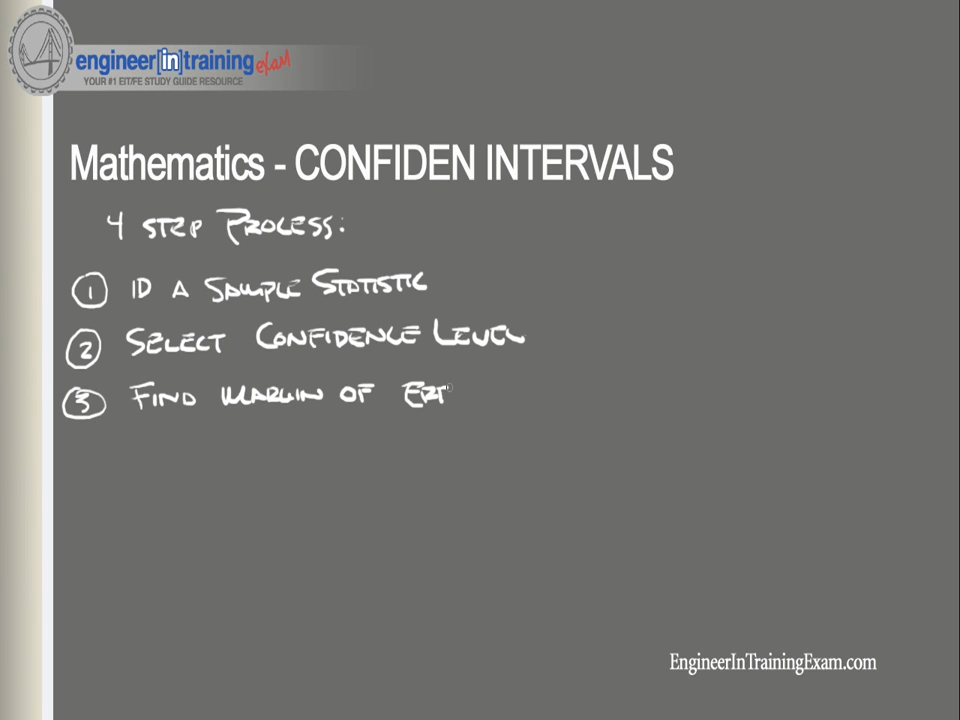 engineer[in]training exam
YOUR #1 EIT/FE STUDY GUIDE RESOURCE
Mathematics - CONFIDEN INTERVALS
4 STEP PROCESS:
1 ID A SAMPLE STATISTIC
2 SELECT CONFIDENCE LEVEL
3 FIND MARGIN OF ERR
EngineerInTrainingExam.com